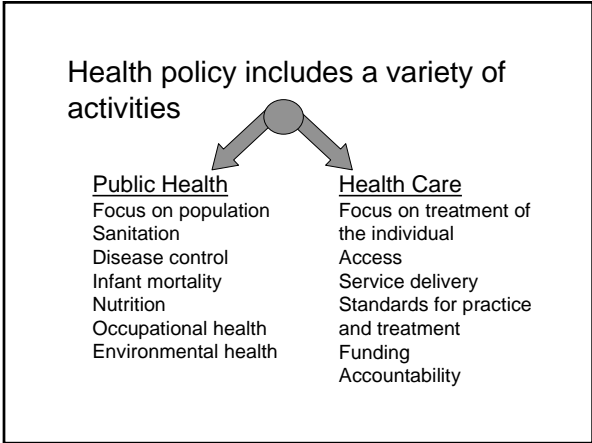 Health policy includes a variety of
activities
Public Health
Focus on population
Sanitation
Disease control
Infant mortality
Nutrition
Occupational health
Environmental health
Health Care
Focus on treatment of
the individual
Access
Service delivery
Standards for practice
and treatment
Funding
Accountability